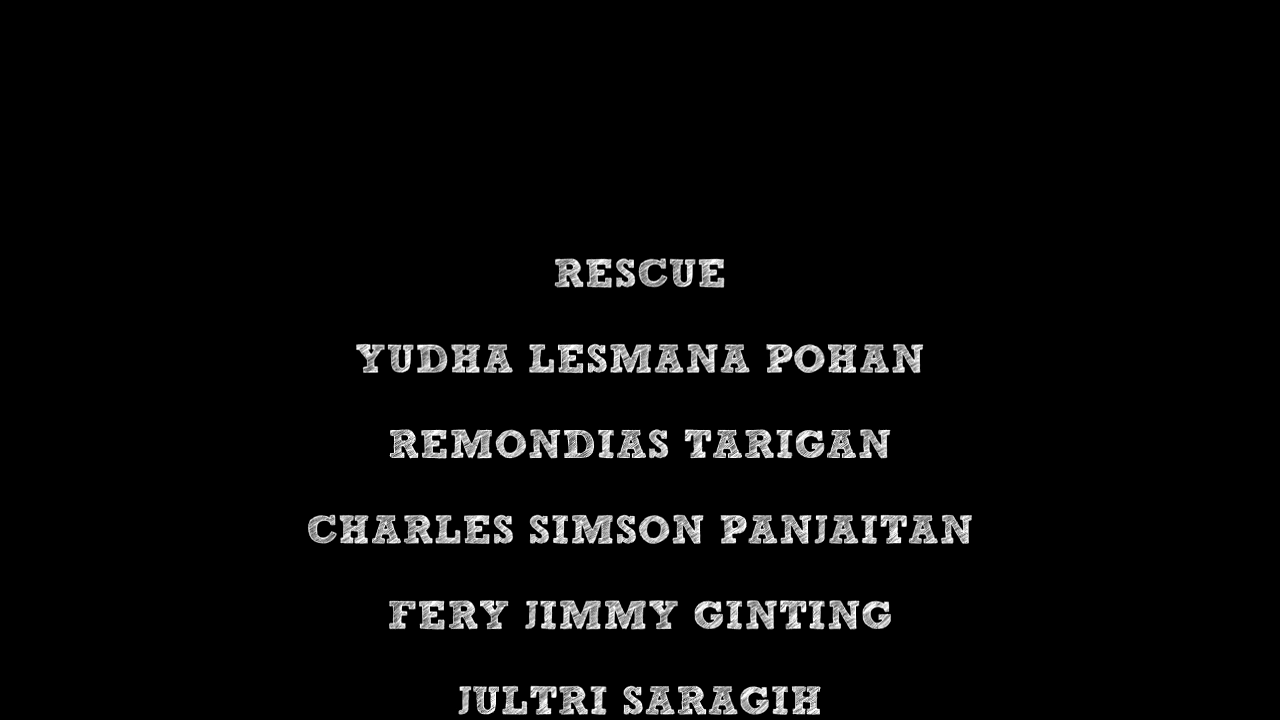 RESCUE
YUDHA LESMANA POHAN
REMONDIAS TARIGAN
CHARLES SIMSON PANJAITAN
FERY JIMMY GINTING
JULTRI SARAGIH